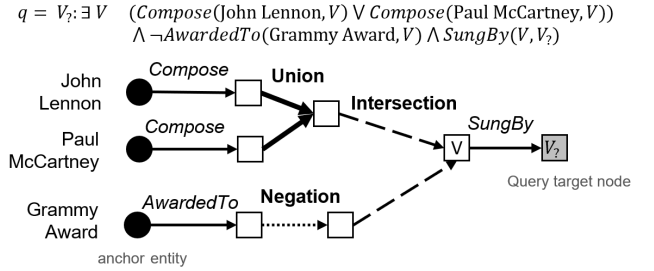 q = V?: ∃ V (Compose(John Lennon, V) ∨ Compose(Paul McCartney, V))
∧ ¬AwardedTo(Grammy Award, V) ∧ SungBy(V, V?)
John
Lennon
Compose
Union
Intersection
Paul
McCartney
Compose
SungBy
V
V?
Query target node
Grammy
Award
AwardedTo
Negation
anchor entity